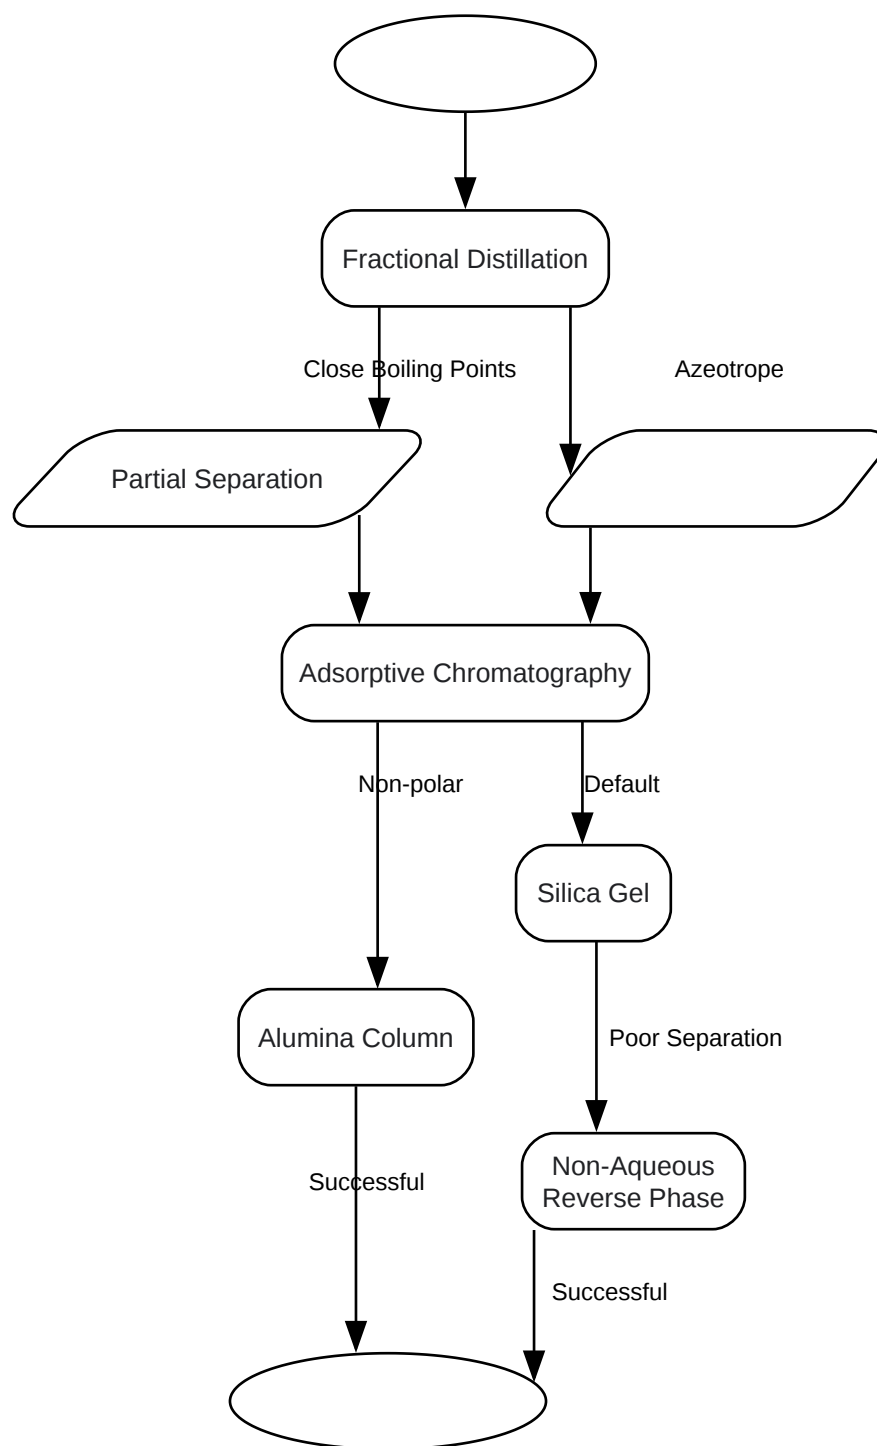 Fractional Distillation
Close Boiling Points
Azeotrope
Partial Separation
Adsorptive Chromatography
Non-polar
Default
Silica Gel
Alumina Column
Poor Separation
Non-Aqueous
Reverse Phase
Successful
Successful